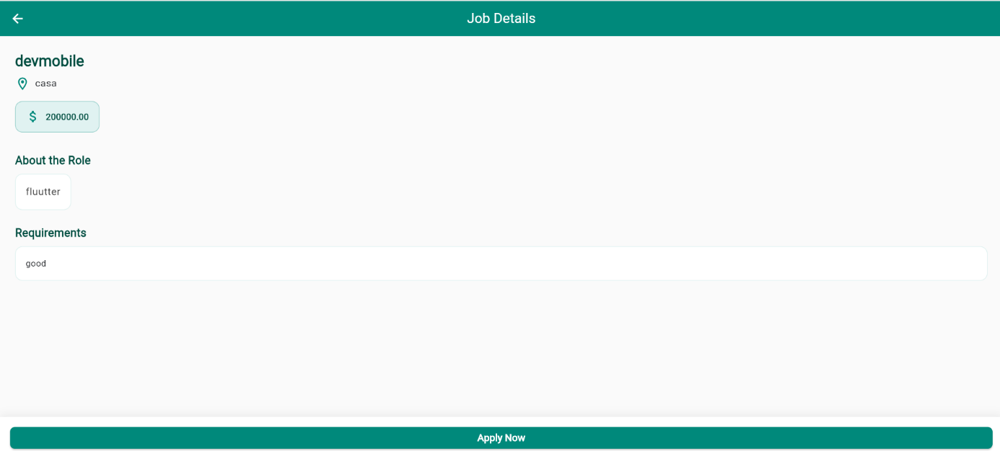 Job Details
devmobile
casa
$ 200000.00
About the Role
fluutter
Requirements
good
Apply Now